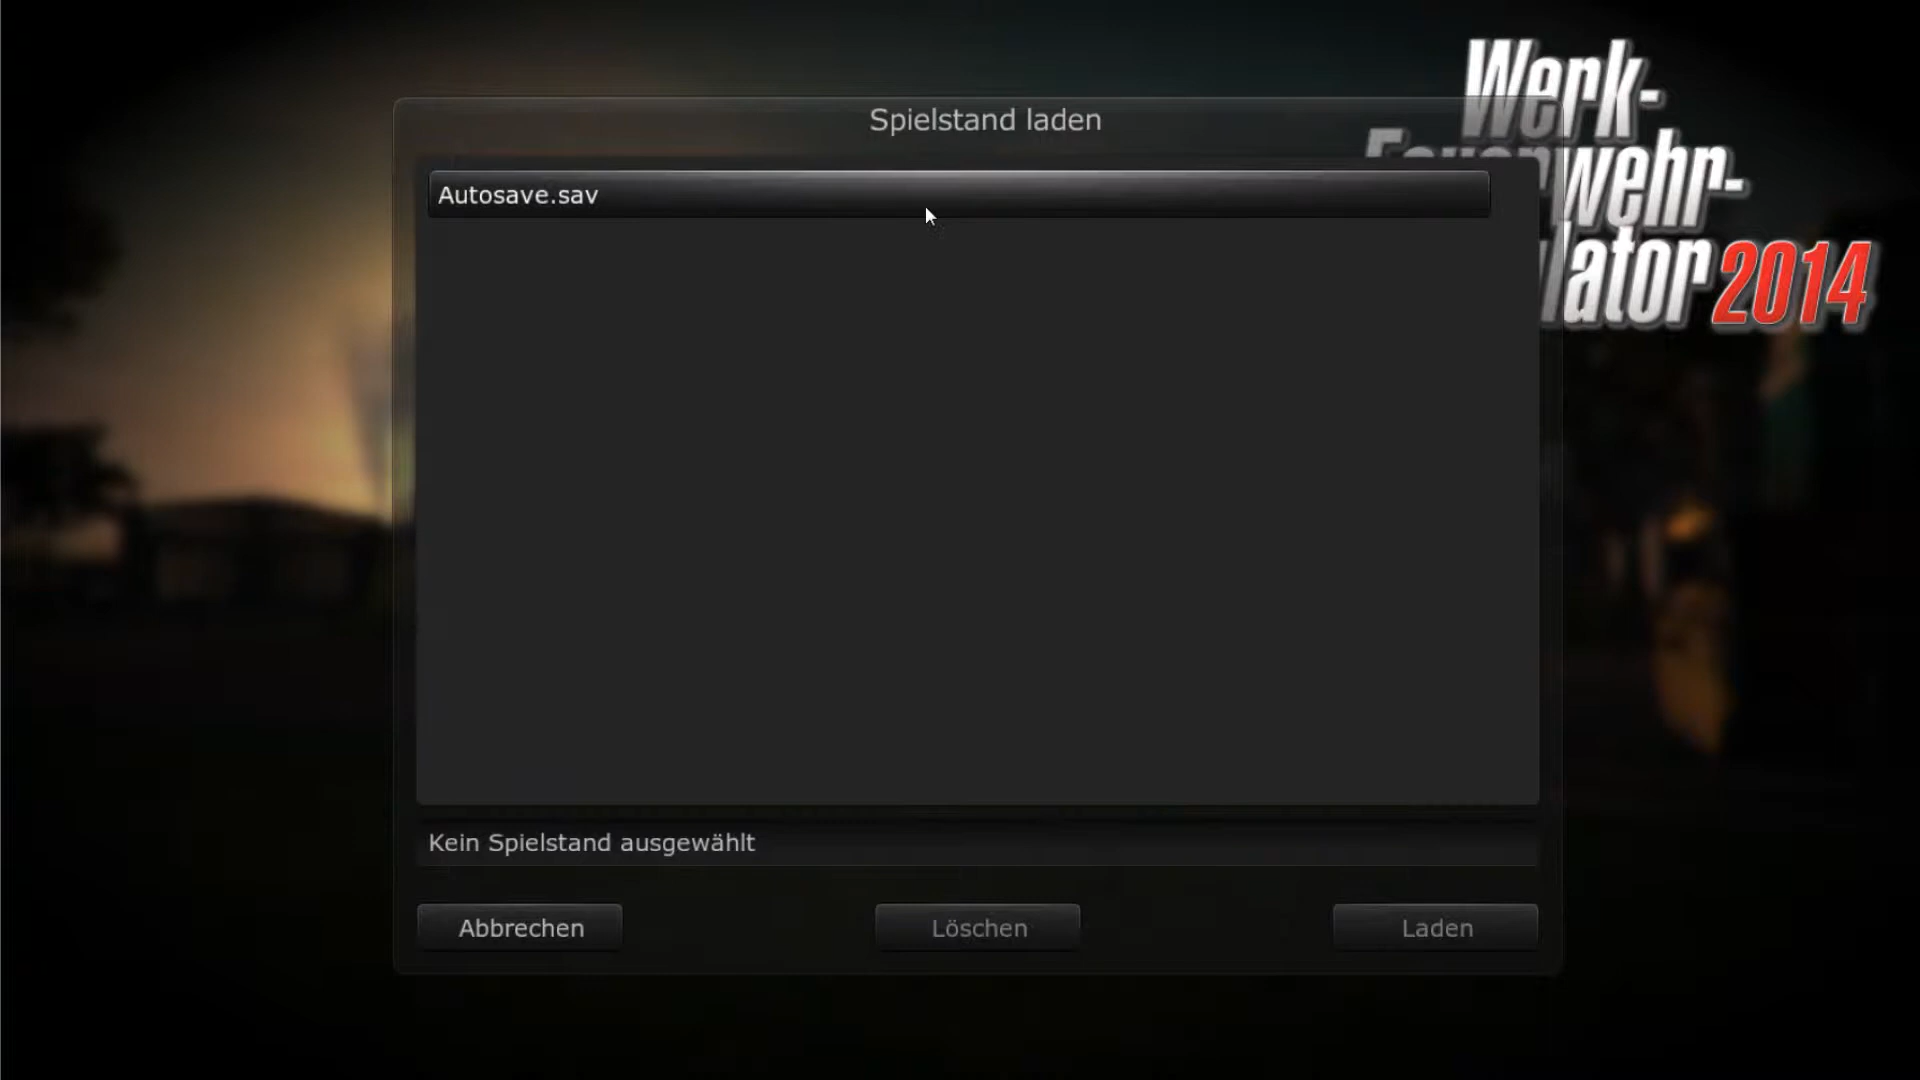 Spielstand laden
Werk-
wehr-
lator 2014
Autosave.sav
Kein Spielstand ausgewählt
Abbrechen
Löschen
Laden